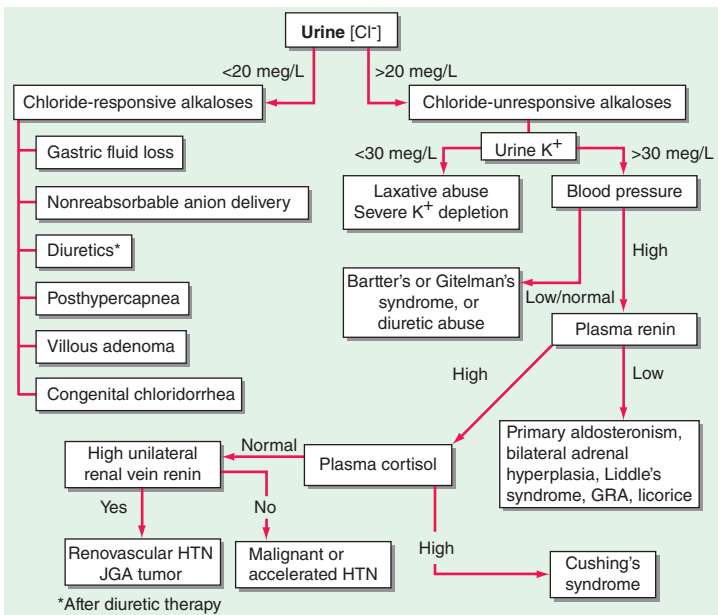 Urine [Cl⁻]
<20 meg/L
>20 meg/L
Chloride-responsive alkaloses
Chloride-unresponsive alkaloses
Gastric fluid loss
Nonreabsorbable anion delivery
Diuretics*
Posthypercapnea
Villous adenoma
Congenital chloridorrhea
Urine K⁺
<30 meg/L
>30 meg/L
Laxative abuse
Severe K⁺ depletion
Blood pressure
High
Bartter's or Gitelman's
syndrome, or
diuretic abuse
Low/normal
Plasma renin
High
Low
Primary aldosteronism,
bilateral adrenal
hyperplasia, Liddle's
syndrome, GRA, licorice
High unilateral
renal vein renin
Normal
Plasma cortisol
Yes
No
High
Renovascular HTN
JGA tumor
Malignant or
accelerated HTN
Cushing's
syndrome
*After diuretic therapy